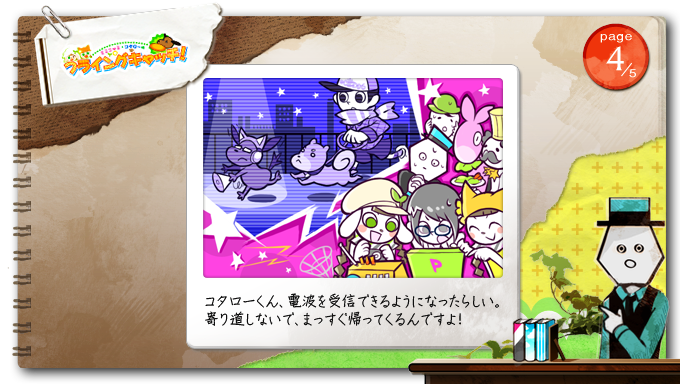 フライングキャッチ!
page
4/5
P
コタローくん、電波を受信できるようになったらしい。
寄り道しないで、まっすぐ帰ってくるんですよ!